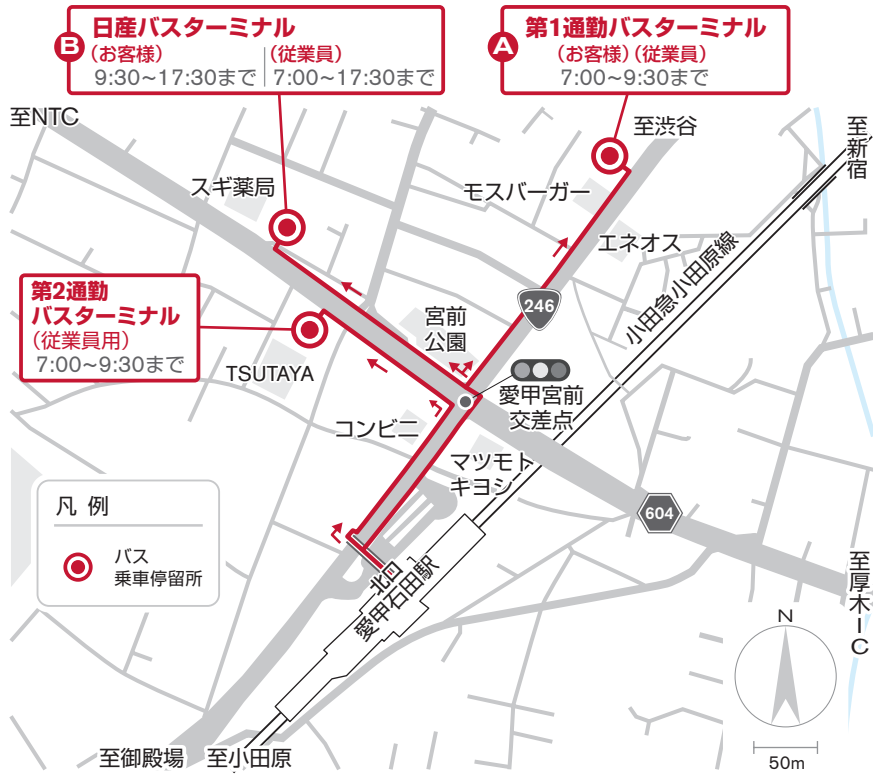 B
日産バスターミナル
(お客様)
9:30~17:30まで
(従業員)
7:00~17:30まで
A
第1通勤バスターミナル
(お客様)(従業員)
7:00~9:30まで
至NTC
至渋谷
至新宿
スギ薬局
モスバーガー
エネオス
小田急小田原線
第2通勤
バスターミナル
(従業員用)
7:00~9:30まで
246
宮前
公園
TSUTAYA
愛甲宮前
交差点
コンビニ
マツモト
キヨシ
凡 例
バス
乗車停留所
604
北口
愛甲石田駅
至厚木IC
N
50m
至御殿場
至小田原